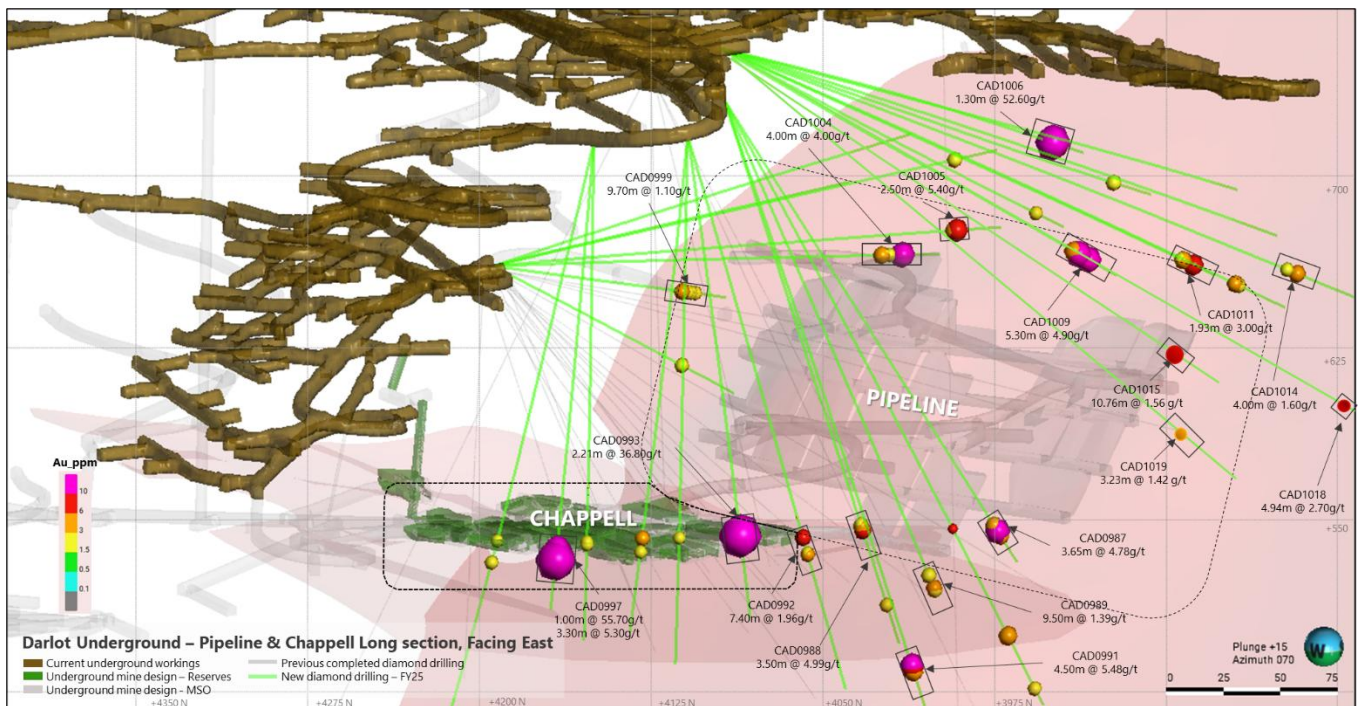 CAD1006
1.30m @ 52.60g/t
CAD1004
4.00m @ 4.00g/t
CAD1005
2.50m @ 5.40g/t
CAD0999
9.70m @ 1.10g/t
+700
CAD1009
5.30m @ 4.90g/t
CAD1011
1.93m @ 3.00g/t
+625
CAD1015
10.76m @ 1.56 g/t
CAD1014
4.00m @ 1.60g/t
PIPELINE
CAD0993
2.21m @ 36.80g/t
CAD1019
3.23m @ 1.42 g/t
CAD1018
4.94m @ 2.70g/t
Au_ppm
10
6
3
1.5
0.5
0.1
CHAPPELL
+550
CAD0987
3.65m @ 4.78g/t
CAD0997
1.00m @ 55.70g/t
3.30m @ 5.30g/t
CAD0992
7.40m @ 1.96g/t
CAD0989
9.50m @ 1.39g/t
CAD0988
3.50m @ 4.99g/t
CAD0991
4.50m @ 5.48g/t
Darlot Underground – Pipeline & Chappell Long section, Facing East
Current underground workings
Underground mine design – Reserves
Underground mine design - MSO
Previous completed diamond drilling
New diamond drilling – FY25
Plunge +15
Azimuth 070
W
0 25 50 75
+4350 N +4275 N +4200 N +4125 N +4050 N +3975 N